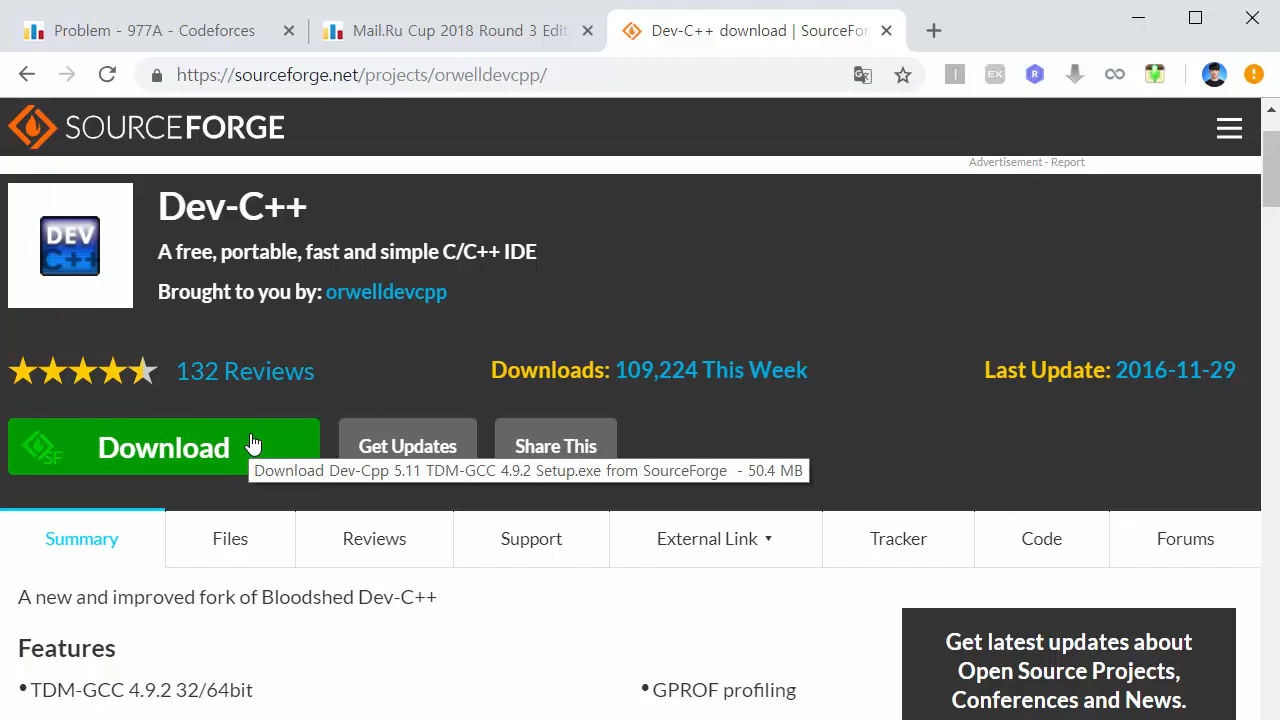 Problem - 977A - Codeforces
Mail.Ru Cup 2018 Round 3 Edit
Dev-C++ download | SourceFor
https://sourceforge.net/projects/orwelldevcpp/
EX
R
SOURCEFORGE
Advertisement - Report
DEV
C++
Dev-C++
A free, portable, fast and simple C/C++ IDE
Brought to you by: orwelldevcpp
132 Reviews
Downloads: 109,224 This Week
Last Update: 2016-11-29
SF
Download
Get Updates
Share This
Download Dev-Cpp 5.11 TDM-GCC 4.9.2 Setup.exe from SourceForge - 50.4 MB
Summary
Files
Reviews
Support
External Link
Tracker
Code
Forums
A new and improved fork of Bloodshed Dev-C++
Features
• TDM-GCC 4.9.2 32/64bit
• GPROF profiling
Get latest updates about
Open Source Projects,
Conferences and News.